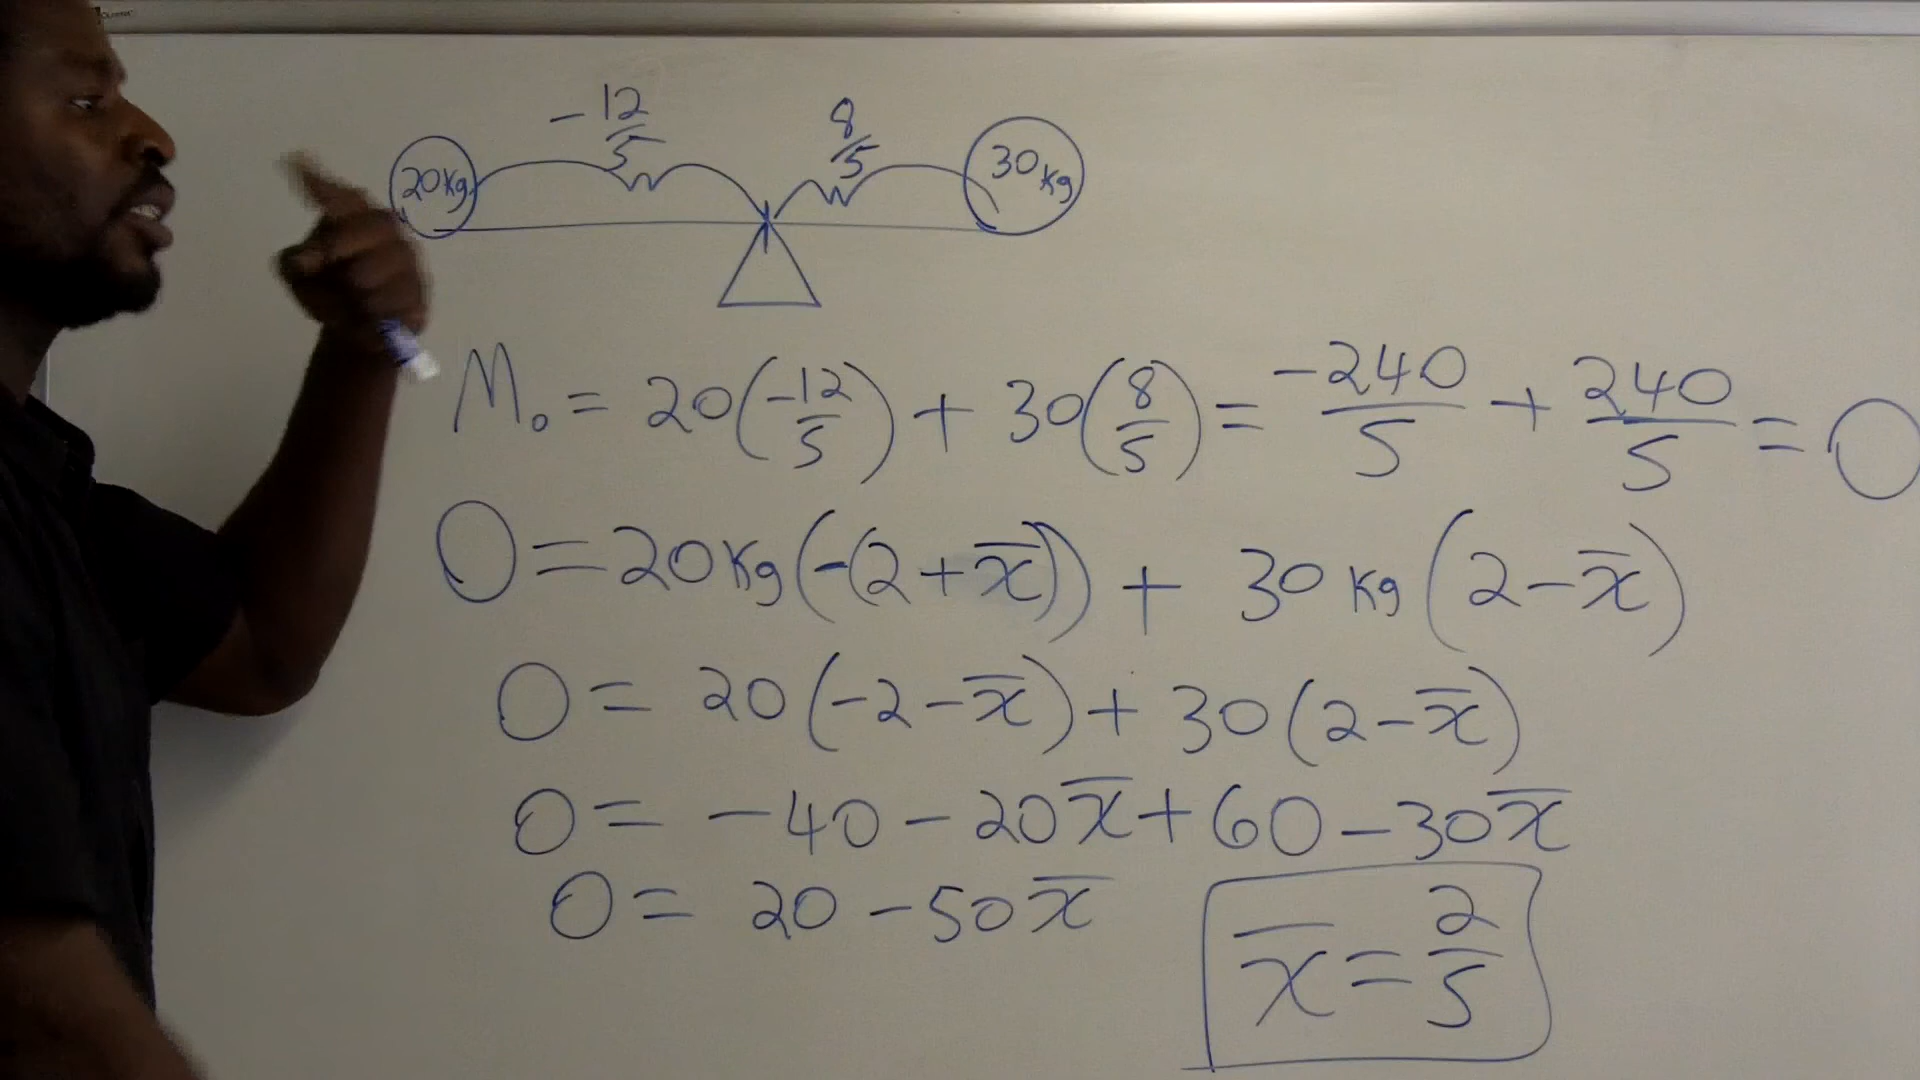 -12/5 8/5
20Kg 30Kg
M₀ = 20(-12/5) + 30(8/5) = -240/5 + 240/5 = 0
0 = 20Kg(-(2+x̅)) + 30Kg(2-x̅)
0 = 20(-2-x̅) + 30(2-x̅)
0 = -40 - 20x̅ + 60 - 30x̅
0 = 20 - 50x̅
x̅ = 2/5